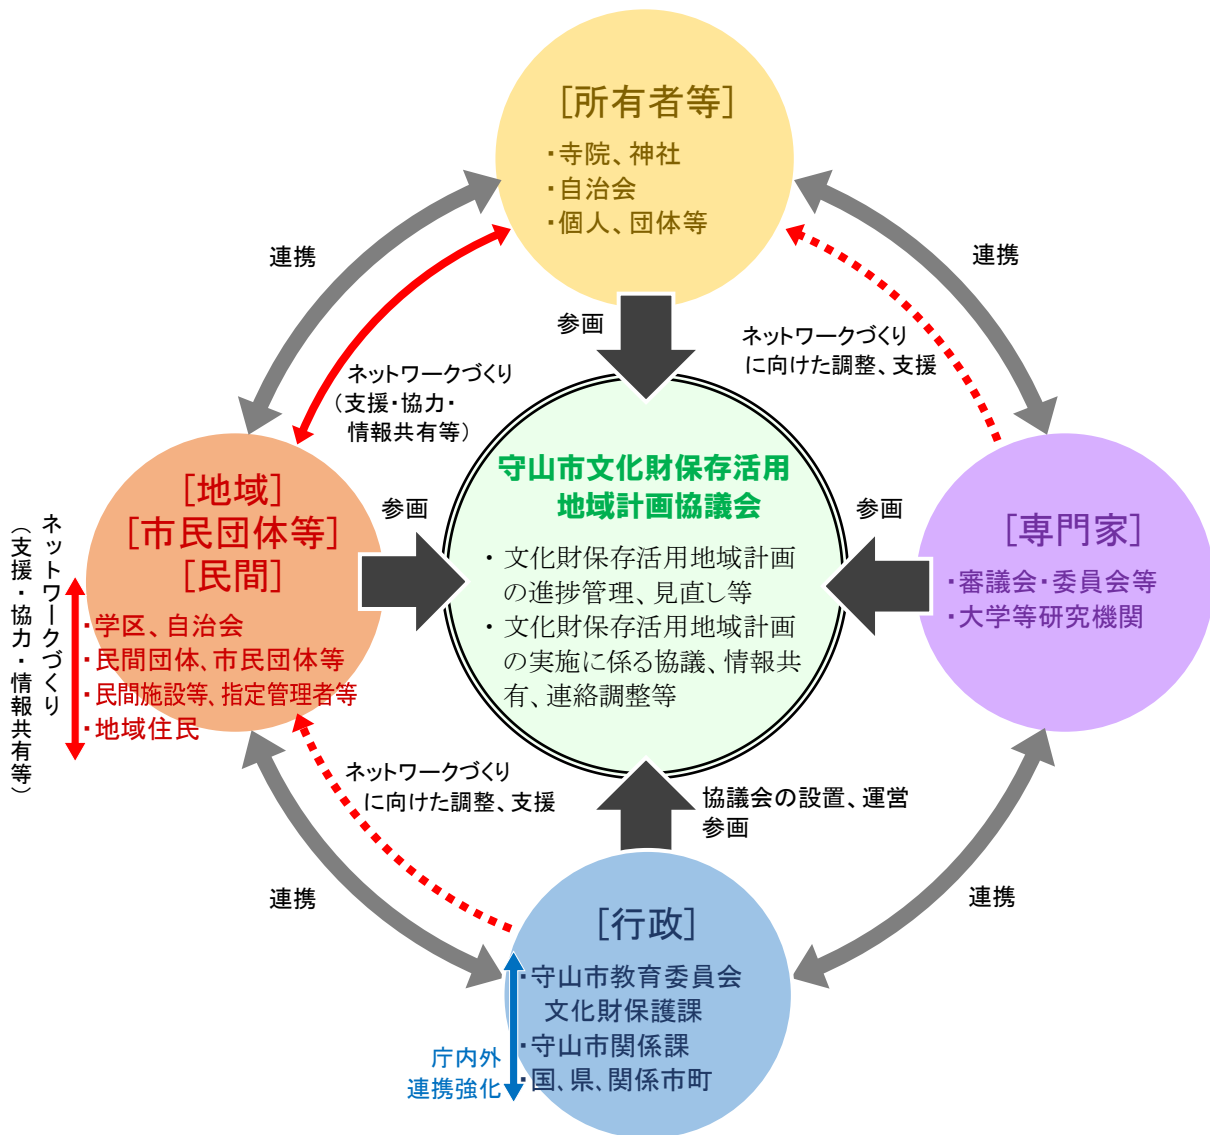 [所有者等]
・寺院、神社
・自治会
・個人、団体等
連携
連携
参画
ネットワークづくり
に向けた調整、支援
ネットワークづくり
（支援・協力・
情報共有等）
守山市文化財保存活用
地域計画協議会
・文化財保存活用地域計画
の進捗管理、見直し等
・文化財保存活用地域計画
の実施に係る協議、情報共
有、連絡調整等
[地域]
[市民団体等]
[民間]
・学区、自治会
・民間団体、市民団体等
・民間施設等、指定管理者等
・地域住民
参画
参画
[専門家]
・審議会・委員会等
・大学等研究機関
ネットワークづくり
（支援・協力・情報共有等）
ネットワークづくり
に向けた調整、支援
協議会の設置、運営
参画
連携
連携
[行政]
・守山市教育委員会
文化財保護課
・守山市関係課
・国、県、関係市町
庁内外
連携強化